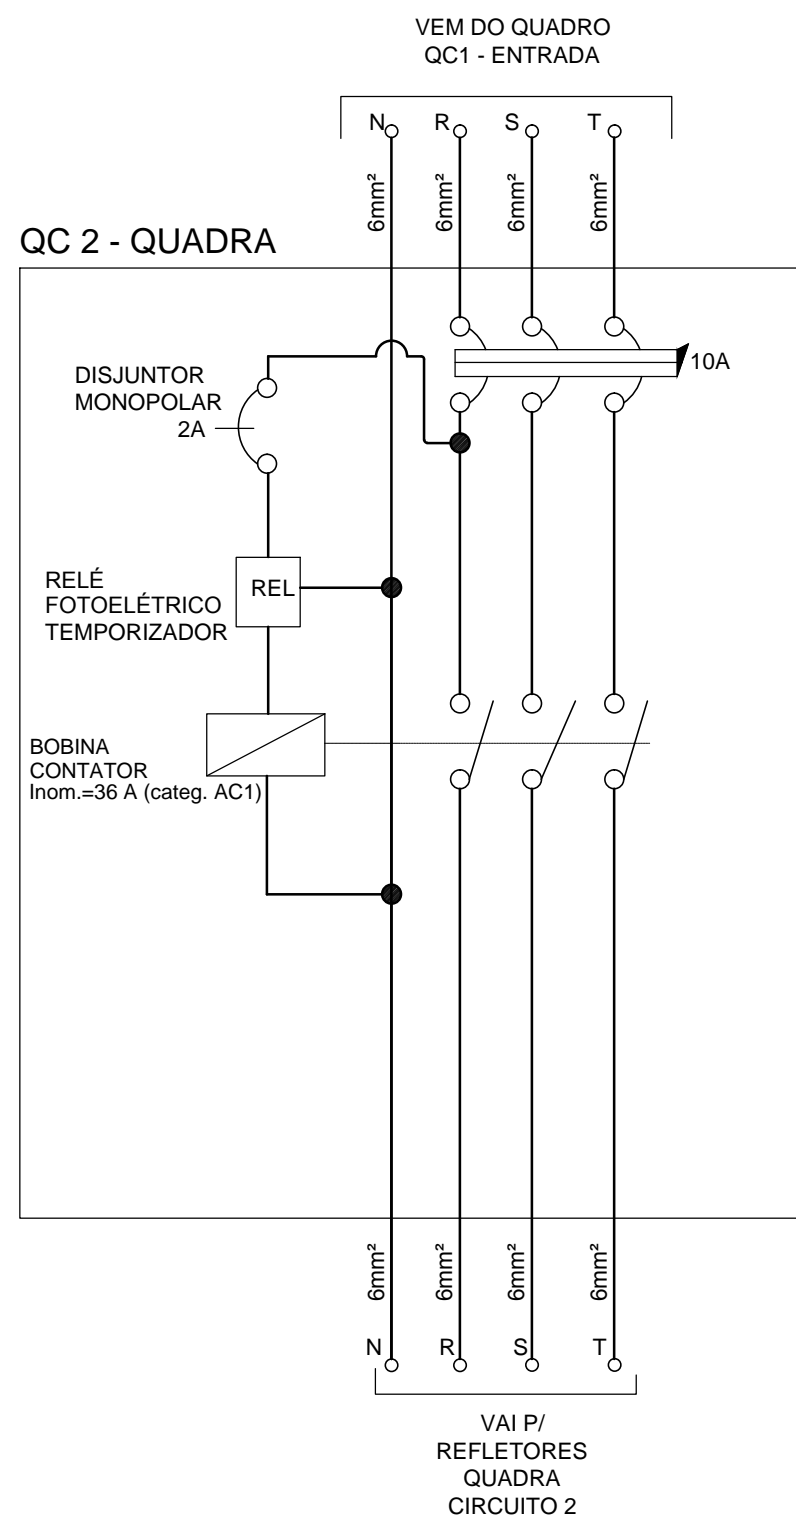 VEM DO QUADRO
QC1 - ENTRADA
N R S T
6mm² 6mm² 6mm² 6mm²
QC 2 - QUADRA
10A
DISJUNTOR
MONOPOLAR
2A
RELÉ
FOTOELÉTRICO
TEMPORIZADOR
REL
BOBINA
CONTATOR
Inom.=36 A (categ. AC1)
6mm² 6mm² 6mm² 6mm²
N R S T
VAI P/
REFLETORES
QUADRA
CIRCUITO 2